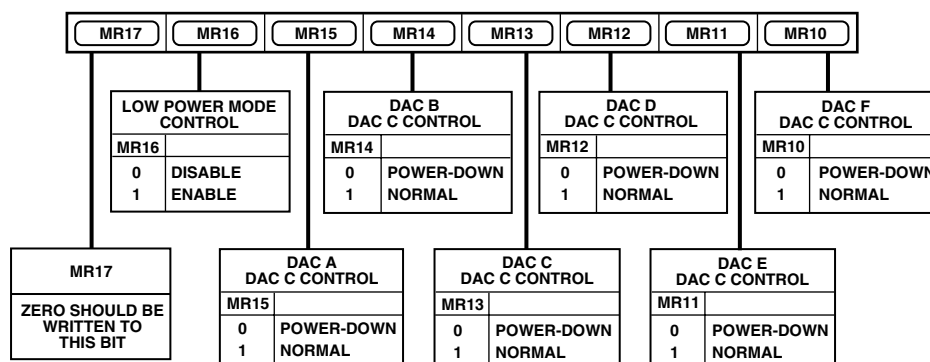 MR17 MR16 MR15 MR14 MR13 MR12 MR11 MR10
LOW POWER MODE
CONTROL
MR16
0 DISABLE
1 ENABLE
DAC B
DAC C CONTROL
MR14
0 POWER-DOWN
1 NORMAL
DAC D
DAC C CONTROL
MR12
0 POWER-DOWN
1 NORMAL
DAC F
DAC C CONTROL
MR10
0 POWER-DOWN
1 NORMAL
MR17
ZERO SHOULD BE
WRITTEN TO
THIS BIT
DAC A
DAC C CONTROL
MR15
0 POWER-DOWN
1 NORMAL
DAC C
DAC C CONTROL
MR13
0 POWER-DOWN
1 NORMAL
DAC E
DAC C CONTROL
MR11
0 POWER-DOWN
1 NORMAL